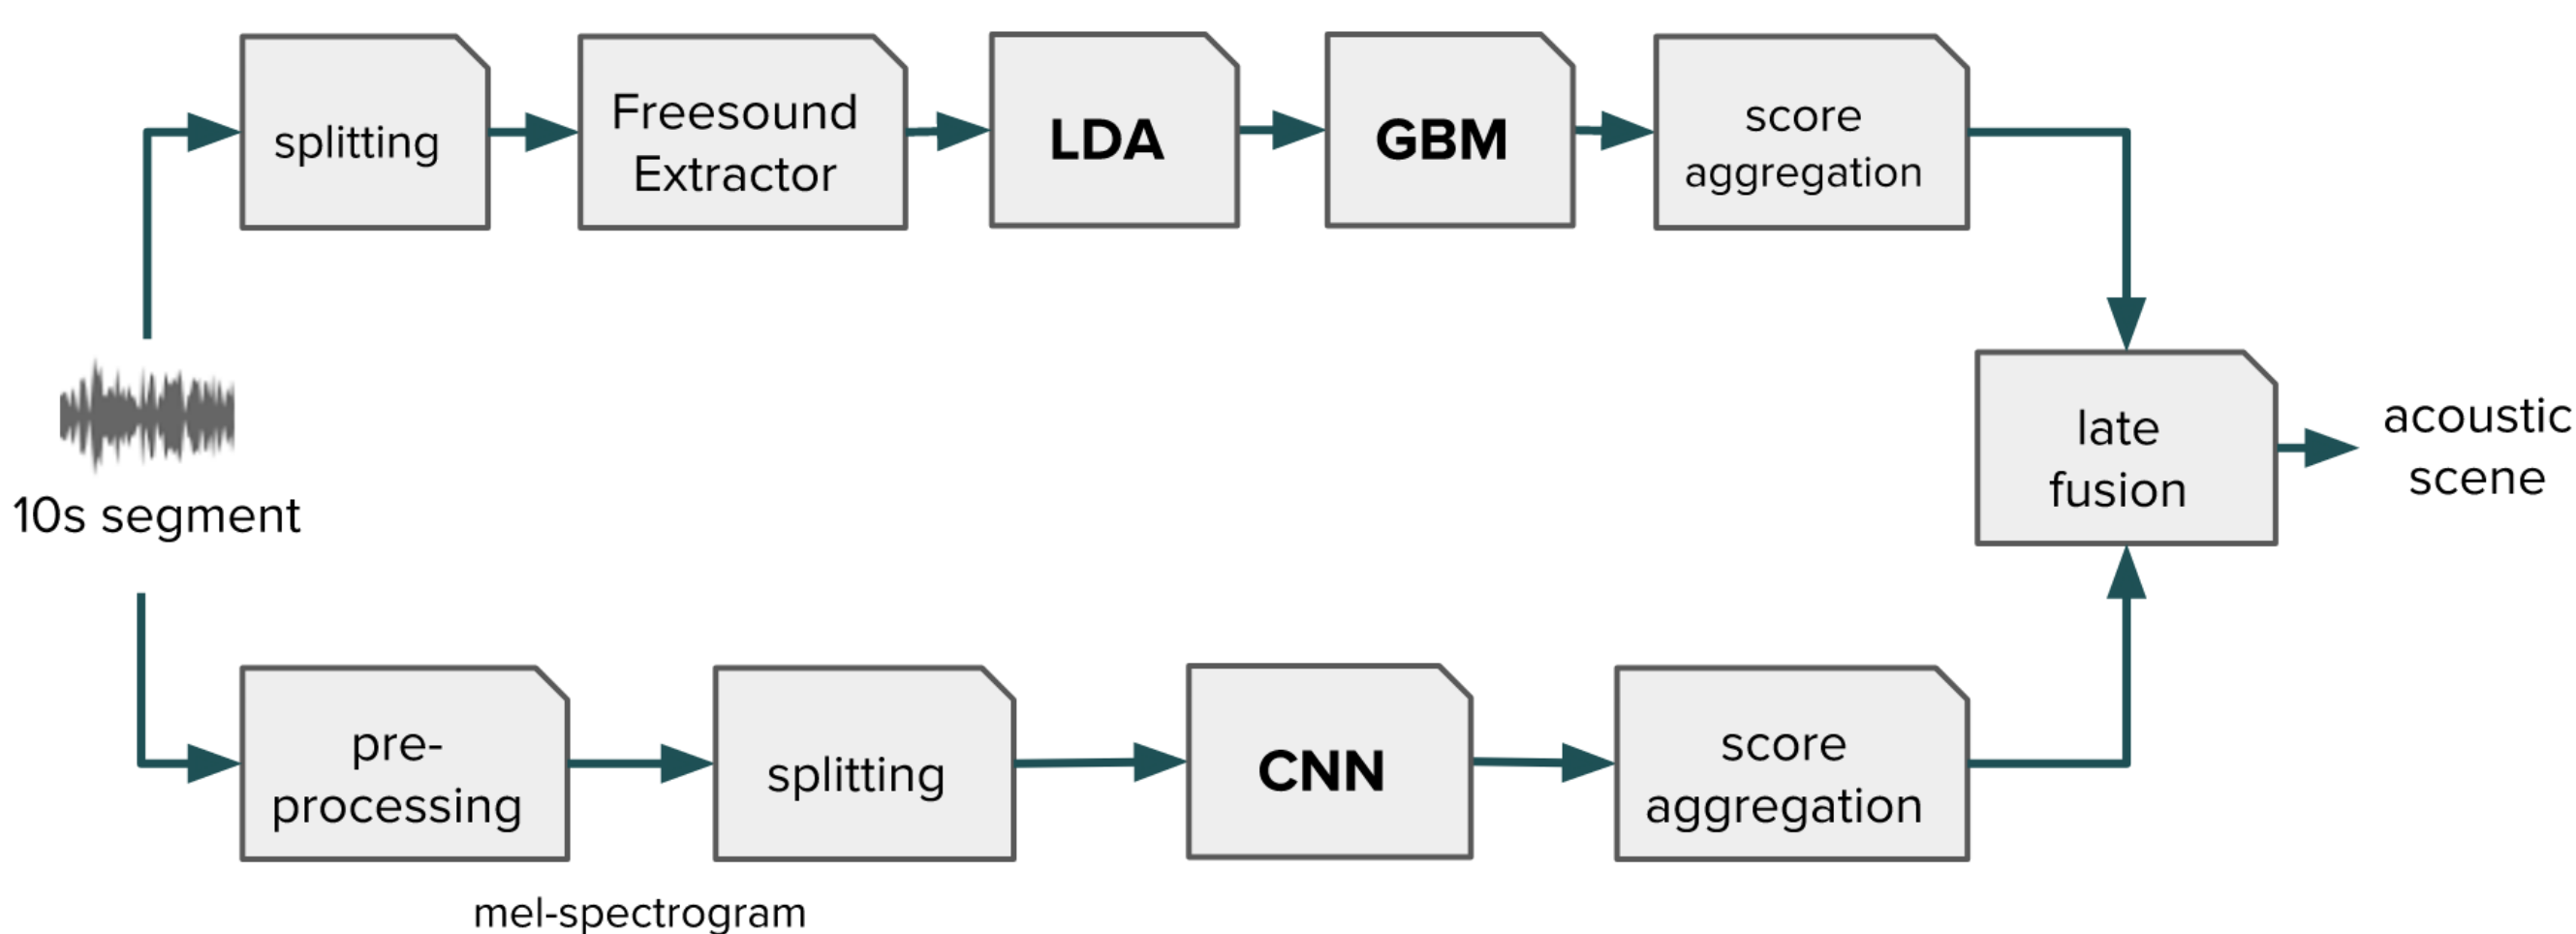 splitting
Freesound
Extractor
LDA
GBM
score
aggregation
10s segment
late
fusion
acoustic
scene
pre-
processing
splitting
CNN
score
aggregation
mel-spectrogram